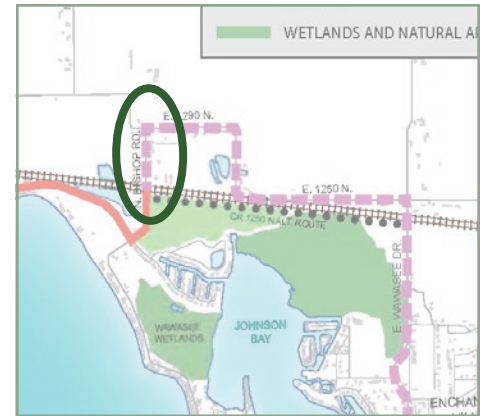 WETLANDS AND NATURAL A
E. 1290 N.
N. BISHOP RD.
E. 1250 N.
CR 1250 N ALT. ROUTE
E. WAWASEE DR.
WAWASEE
WETLANDS
JOHNSON
BAY
ENCHAN